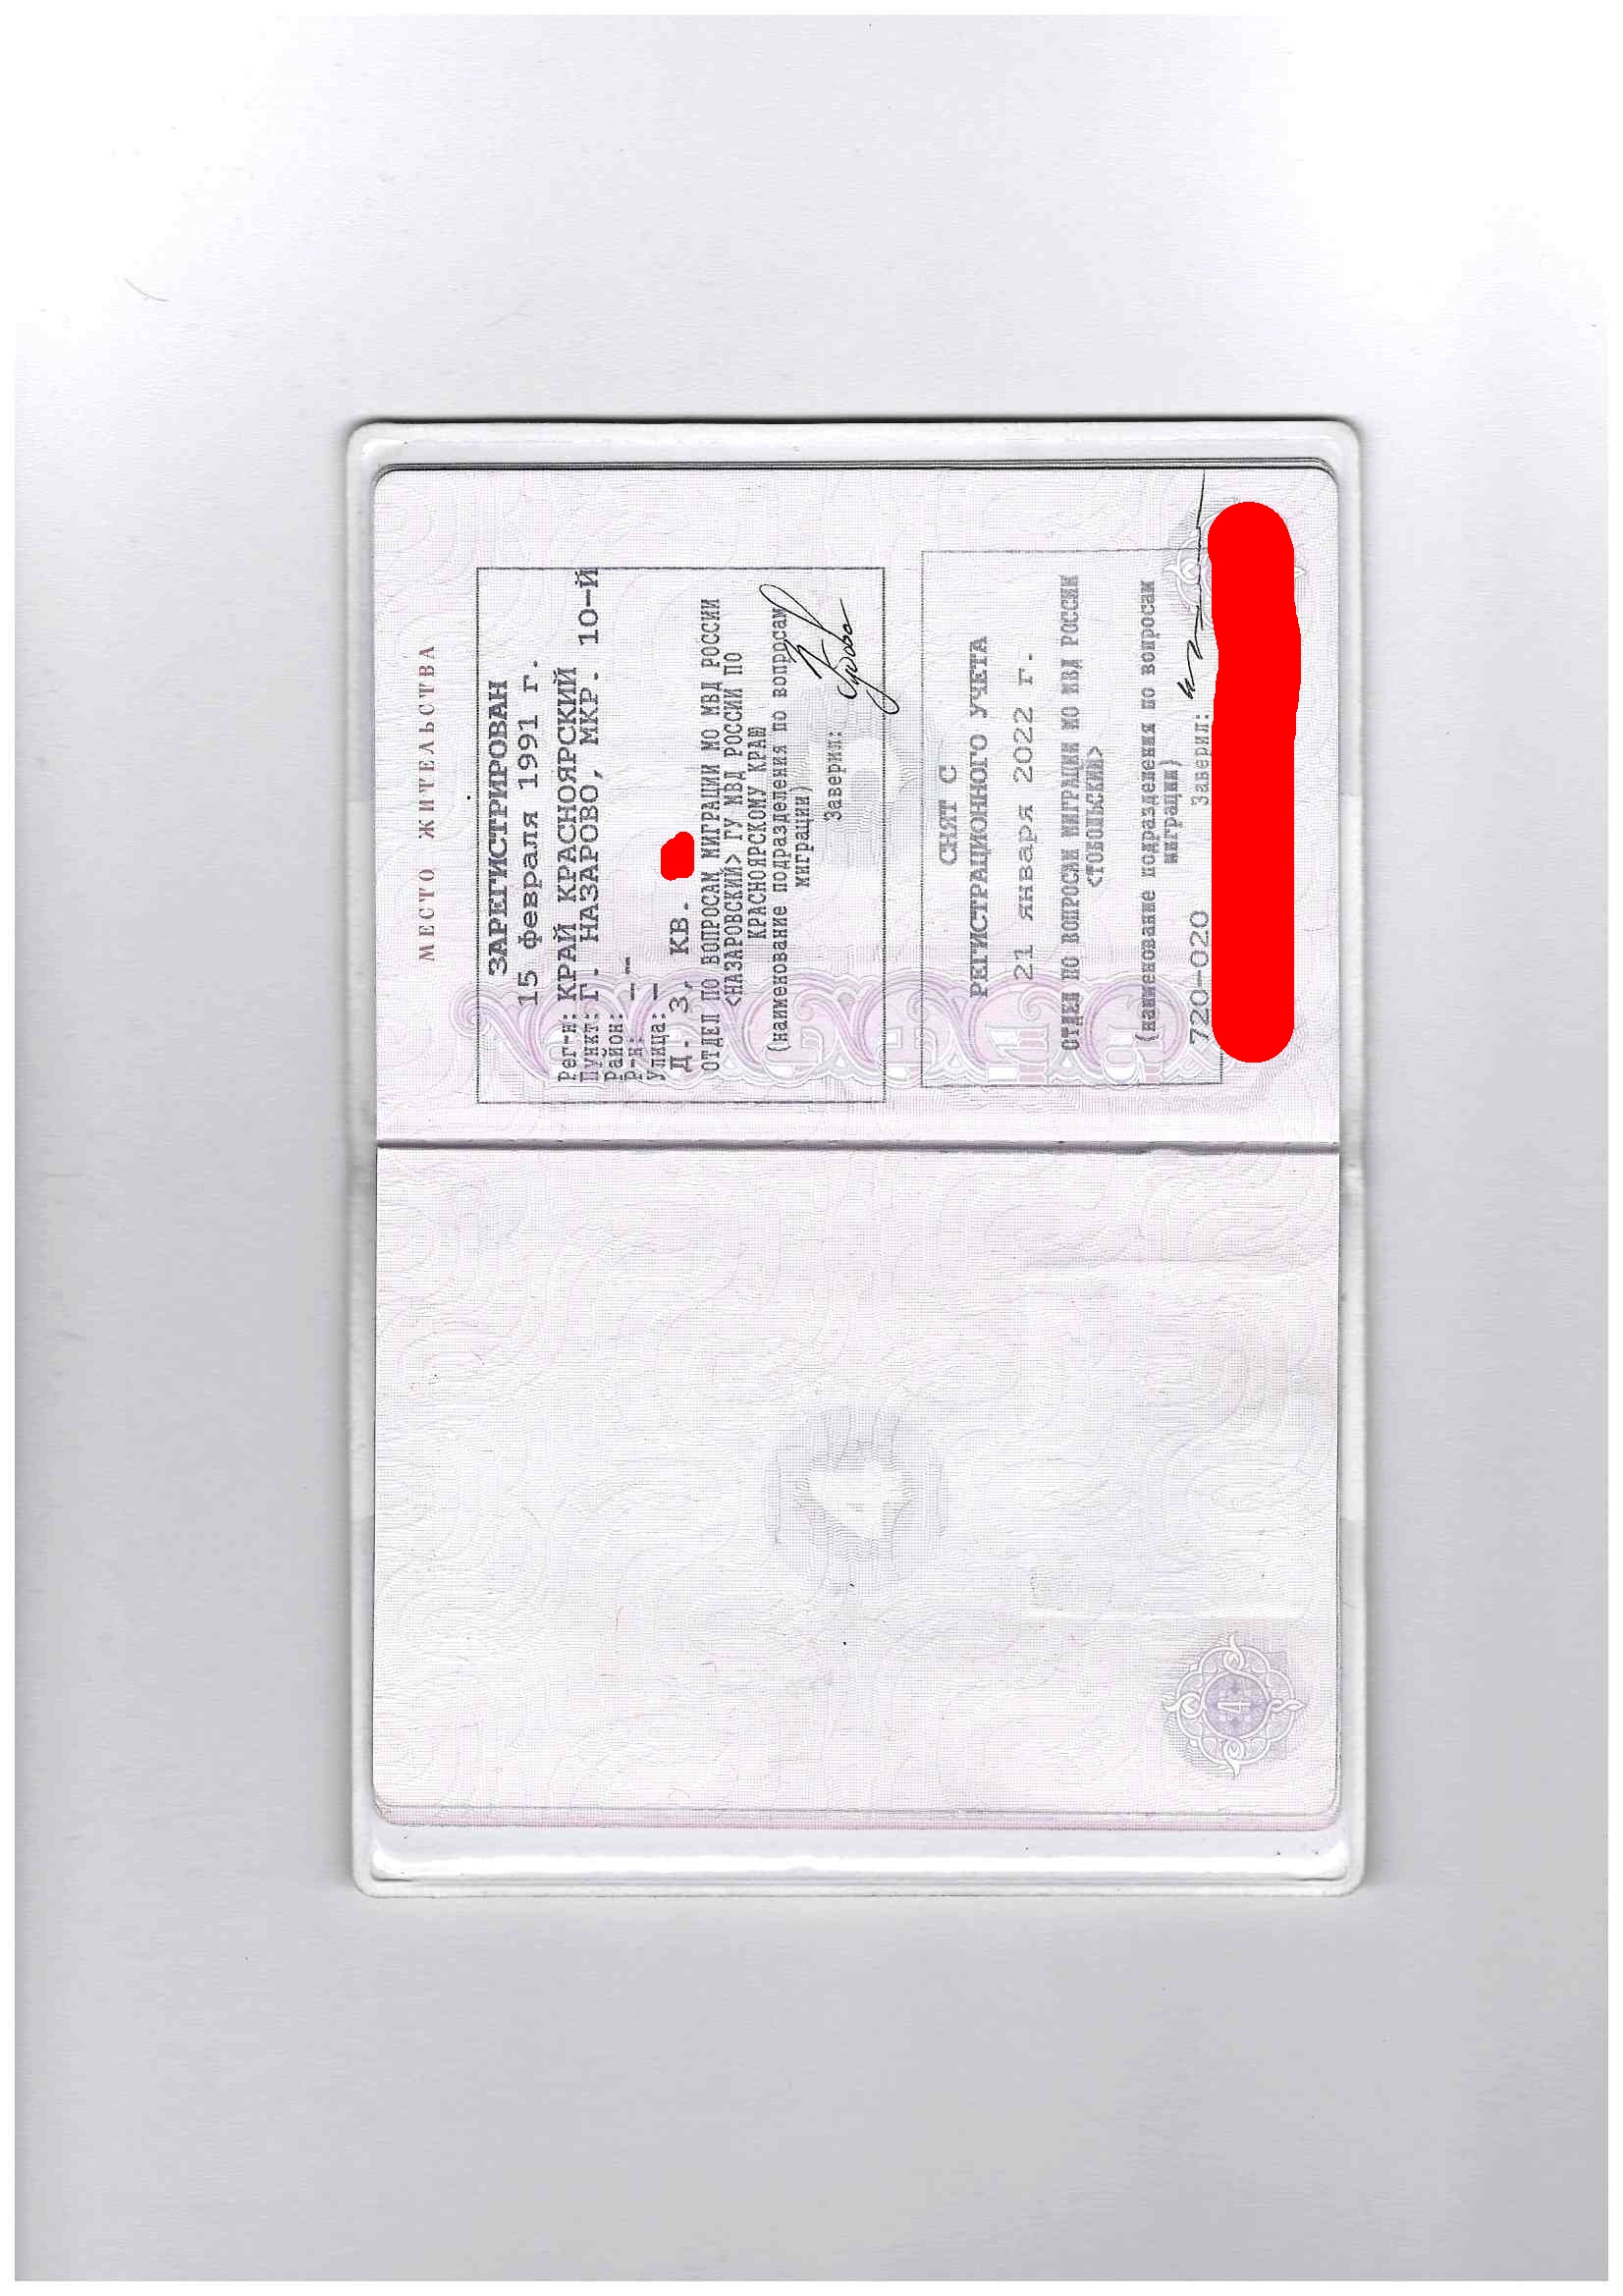 МЕСТО ЖИТЕЛЬСТВА
ЗАРЕГИСТРИРОВАН
15 февраля 1991 г.
Рег-н: КРАЙ КРАСНОЯРСКИЙ
Пункт: Г. НАЗАРОВО, МКР. 10-Й
Район: -
Р-н: --
Улица: -
Д. 3, КВ.
ОТДЕЛ ПО ВОПРОСАМ МИГРАЦИИ МО МВД РОССИИ
<НАЗАРОВСКИЙ> ГУ МВД РОССИИ ПО
КРАСНОЯРСКОМУ КРАЮ
(наименование подразделения по вопросам
миграции)
Заверил:
СНЯТ С
РЕГИСТРАЦИОННОГО УЧЕТА
21 января 2022 г.
ОТДЕЛ ПО ВОПРОСАМ МИГРАЦИИ МО МВД РОССИИ
<ТОБОЛЬСКИЙ>
(наименование подразделения по вопросам
миграции)
720-020 Заверил:
4